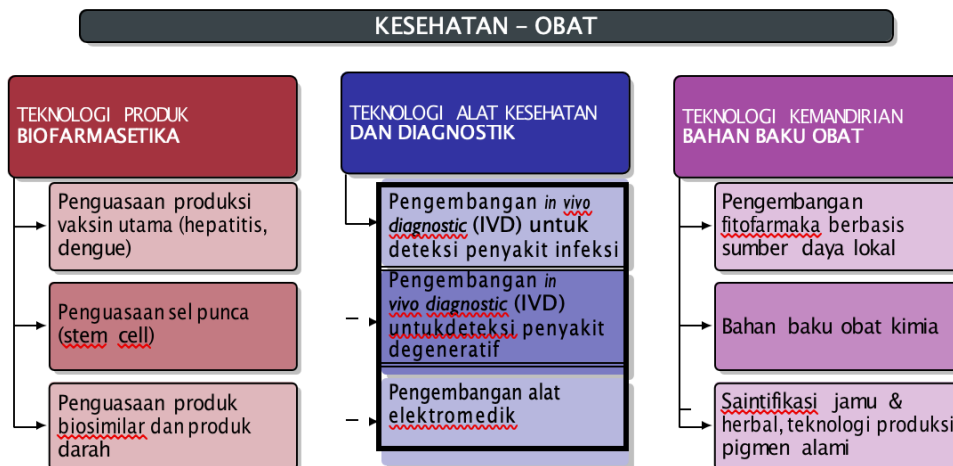 KESEHATAN – OBAT
TEKNOLOGI PRODUK
BIOFARMASETIKA
Penguasaan produksi
vaksin utama (hepatitis,
dengue)
Penguasaan sel punca
(stem cell)
Penguasaan produk
biosimilar dan produk
darah
TEKNOLOGI ALAT KESEHATAN
DAN DIAGNOSTIK
Pengembangan in vivo
diagnostic (IVD) untuk
deteksi penyakit infeksi
Pengembangan in
vivo diagnostic (IVD)
untukdeteksi penyakit
degeneratif
Pengembangan alat
elektromedik
TEKNOLOGI KEMANDIRIAN
BAHAN BAKU OBAT
Pengembangan
fitofarmaka berbasis
sumber daya lokal
Bahan baku obat kimia
Saintifikasi jamu &
herbal, teknologi produksi
pigmen alami